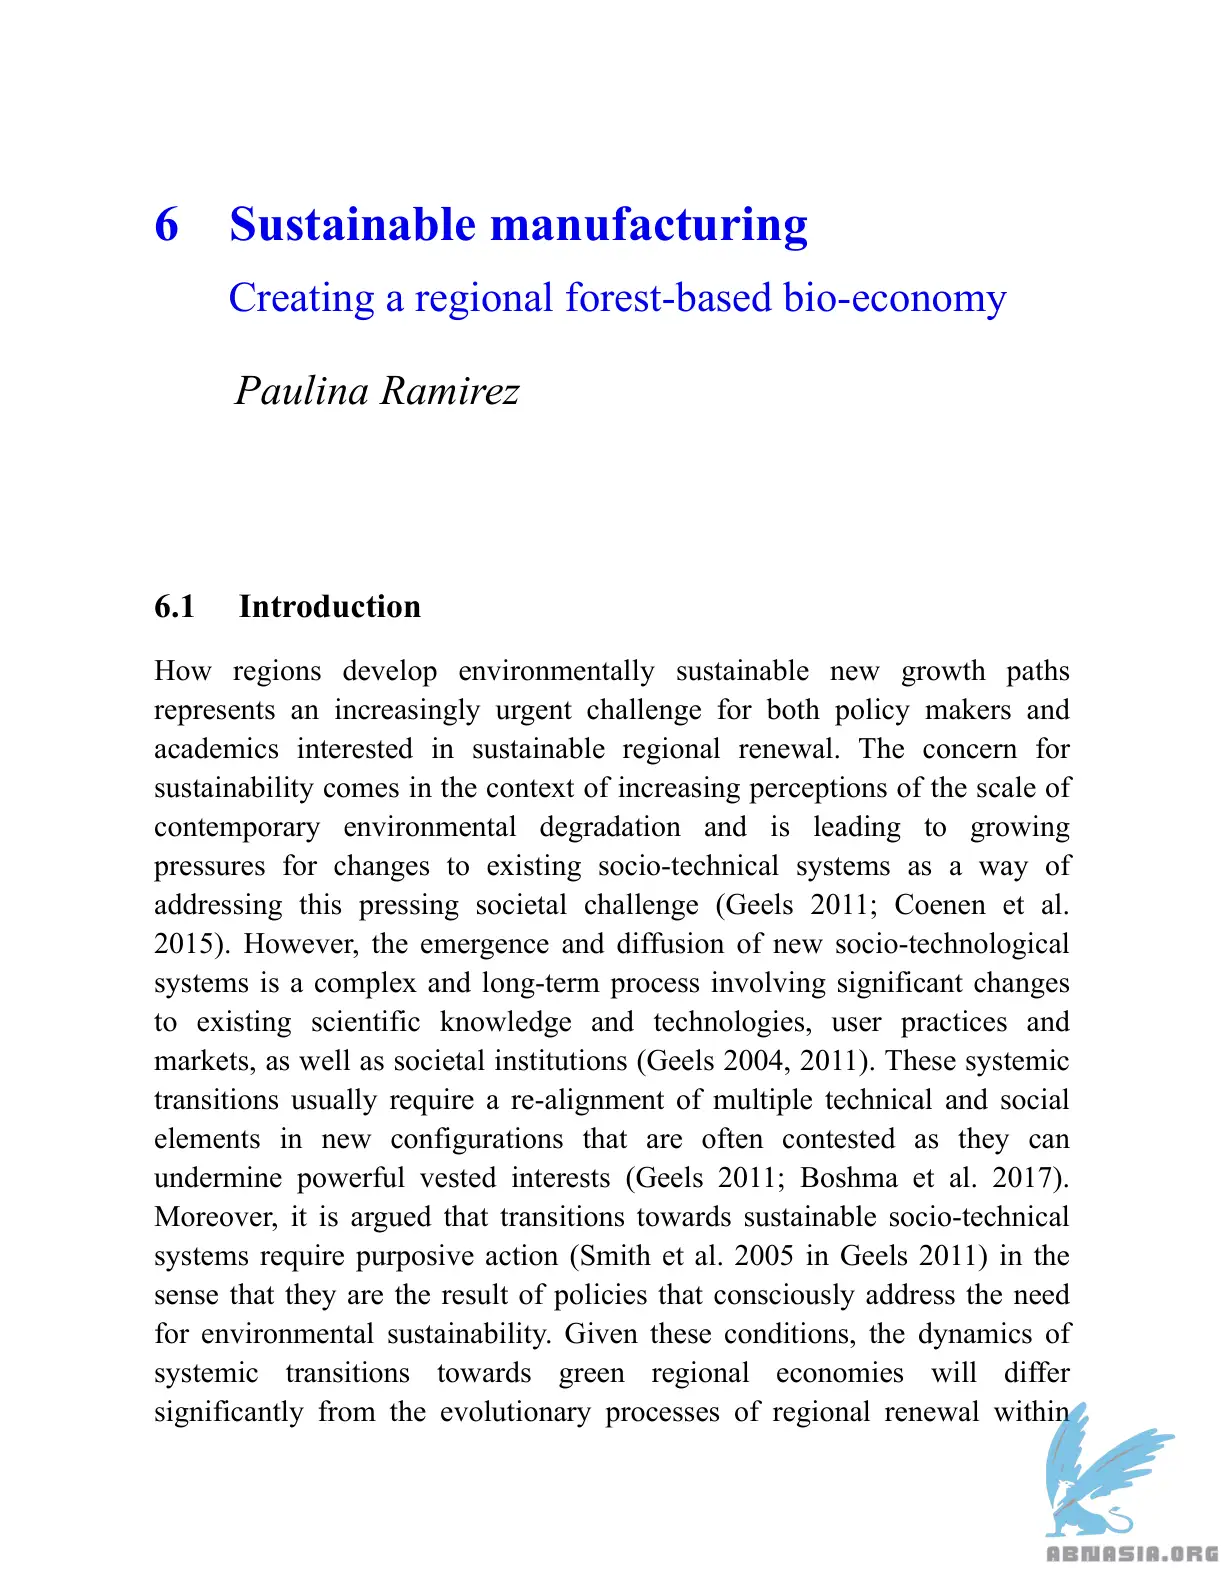 6 Sustainable manufacturing
Creating a regional forest-based bio-economy
Paulina Ramirez
6.1 Introduction
How regions develop environmentally sustainable new growth paths
represents an increasingly urgent challenge for both policy makers and
academics interested in sustainable regional renewal. The concern for
sustainability comes in the context of increasing perceptions of the scale of
contemporary environmental degradation and is leading to growing
pressures for changes to existing socio-technical systems as a way of
addressing this pressing societal challenge (Geels 2011; Coenen et al.
2015). However, the emergence and diffusion of new socio-technological
systems is a complex and long-term process involving significant changes
to existing scientific knowledge and technologies, user practices and
markets, as well as societal institutions (Geels 2004, 2011). These systemic
transitions usually require a re-alignment of multiple technical and social
elements in new configurations that are often contested as they can
undermine powerful vested interests (Geels 2011; Boshma et al. 2017).
Moreover, it is argued that transitions towards sustainable socio-technical
systems require purposive action (Smith et al. 2005 in Geels 2011) in the
sense that they are the result of policies that consciously address the need
for environmental sustainability. Given these conditions, the dynamics of
systemic transitions towards green regional economies will differ
significantly from the evolutionary processes of regional renewal within
ABNASIA.ORG